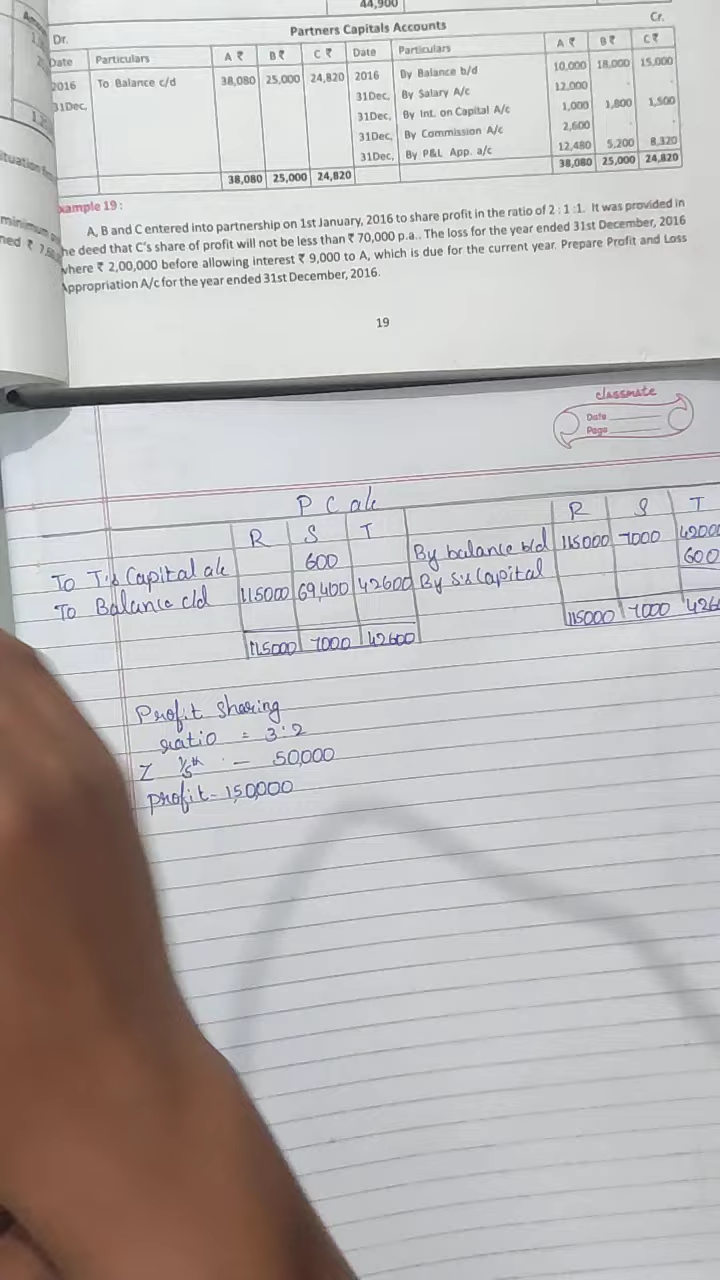 44,900
Partners Capitals Accounts
Dr. Cr.
Date Particulars A ₹ B ₹ C ₹ Date Particulars A ₹ B ₹ C ₹
2016 To Balance c/d 38,080 25,000 24,820 2016 By Balance b/d 10,000 18,000 15,000
31Dec, 31Dec, By Salary A/c 12,000 - -
31Dec, By Int. on Capital A/c 1,000 1,800 1,500
31Dec, By Commission A/c 2,600 - -
31Dec, By P&L App. a/c 12,480 5,200 8,320
38,080 25,000 24,820 38,080 25,000 24,820
xample 19 :
A, B and C entered into partnership on 1st January, 2016 to share profit in the ratio of 2 : 1 :1. It was provided in
he deed that C's share of profit will not be less than ₹ 70,000 p.a.. The loss for the year ended 31st December, 2016
where ₹ 2,00,000 before allowing interest ₹ 9,000 to A, which is due for the current year. Prepare Profit and Loss
Appropriation A/c for the year ended 31st December, 2016.
19
ituation
minimum
ned ₹
classmate
Date
Page
P C a/c
R S T R S T
To T's Capital a/c 600 By balance b/d 115000 7000 42000
To Balance c/d 115000 69,400 42600 By S's Capital 600
115000 7000 42600 115000 7000 426
Profit sharing
ratio = 3:2
Z 1/5th - 50,000
profit - 150,000